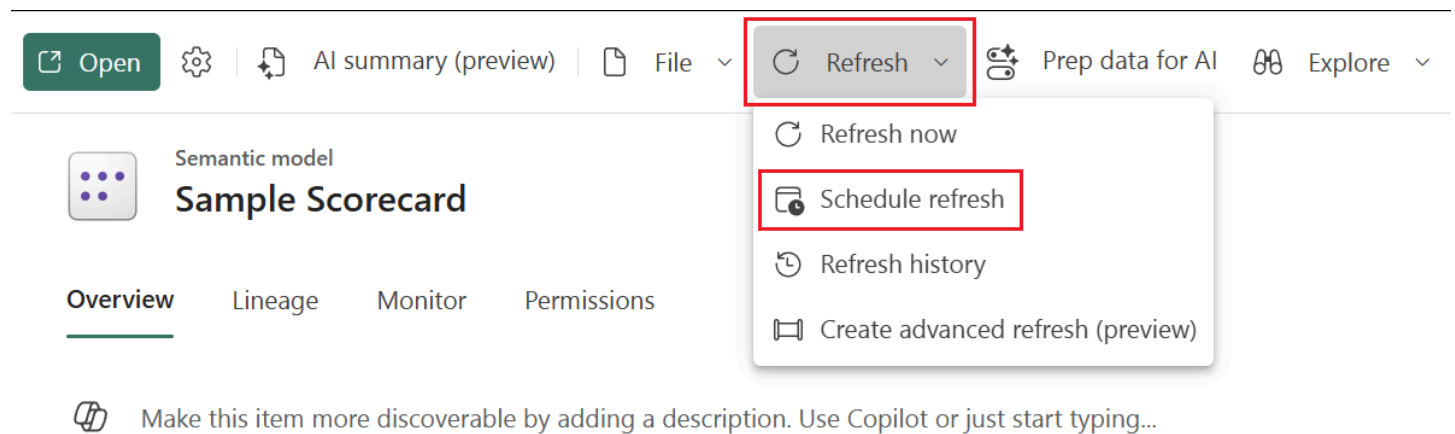 Open AI summary (preview) File Refresh Prep data for AI Explore
Refresh now
Semantic model
Sample Scorecard
Schedule refresh
Refresh history
Overview Lineage Monitor Permissions
Create advanced refresh (preview)
Make this item more discoverable by adding a description. Use Copilot or just start typing...